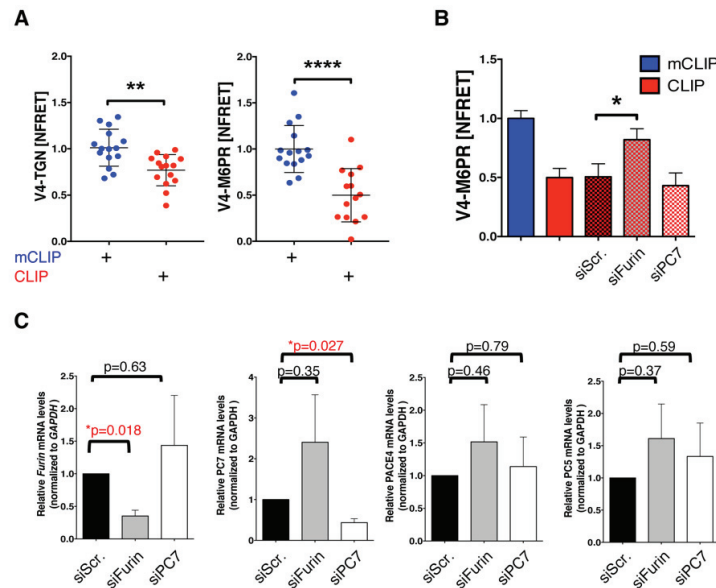 A
V4-TGN [NFRET]
2.0
1.5
1.0
0.5
0.0
**
mCLIP +
CLIP +
V4-M6PR [NFRET]
2.0
1.5
1.0
0.5
0.0
****
+
+
B
V4-M6PR [NFRET]
1.5
1.0
0.5
0.0
mCLIP
CLIP
*
siScr.
siFurin
siPC7
C
Relative Furin mRNA levels
(normalized to GAPDH)
2.5
2.0
1.5
1.0
0.5
0.0
p=0.63
*p=0.018
siScr.
siFurin
siPC7
Relative PC7 mRNA levels
(normalized to GAPDH)
4
3
2
1
0
*p=0.027
p=0.35
siScr.
siFurin
siPC7
Relative PACE4 mRNA levels
(normalized to GAPDH )
2.5
2.0
1.5
1.0
0.5
0.0
p=0.79
p=0.46
siScr.
siFurin
siPC7
Relative PC5 mRNA levels
(normalized to GAPDH )
2.5
2.0
1.5
1.0
0.5
0.0
p=0.59
p=0.37
siScr.
siFurin
siPC7